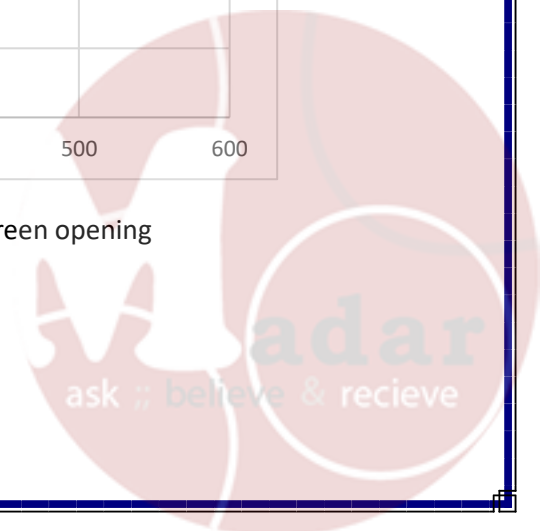 500 600
reen opening
adar
ask ;; believe & recieve